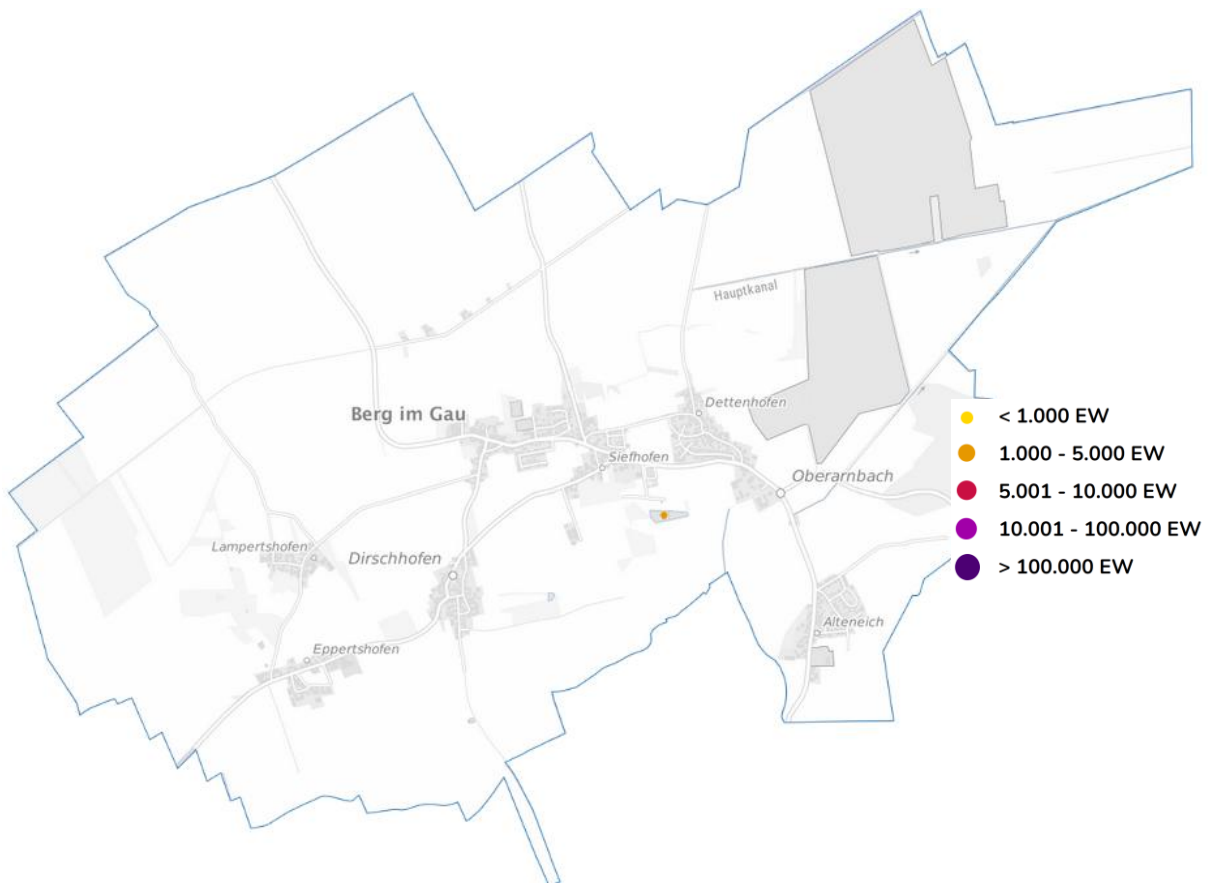 Hauptkanal
Berg im Gau
Dettenhofen
Siefhofen
Oberarnbach
Lampertshofen
Dirschhofen
Eppertshofen
Alteneich
< 1.000 EW
1.000 - 5.000 EW
5.001 - 10.000 EW
10.001 - 100.000 EW
> 100.000 EW